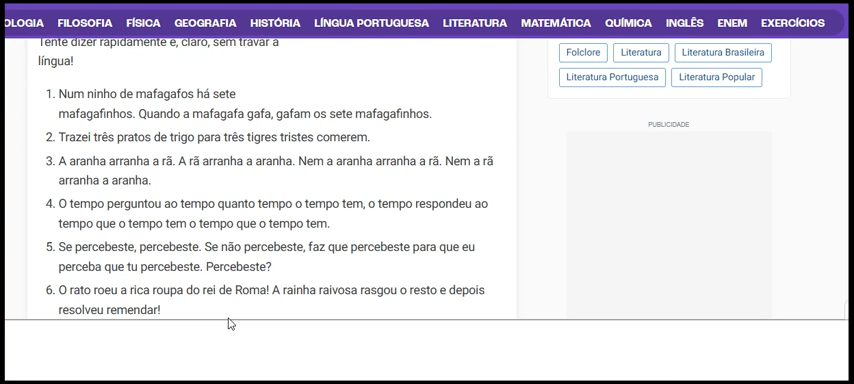 OLOGIA FILOSOFIA FÍSICA GEOGRAFIA HISTÓRIA LÍNGUA PORTUGUESA LITERATURA MATEMÁTICA QUÍMICA INGLÊS ENEM EXERCÍCIOS
Tente dizer rapidamente e, claro, sem travar a
língua!
1. Num ninho de mafagafos há sete
mafagafinhos. Quando a mafagafa gafa, gafam os sete mafagafinhos.
2. Trazei três pratos de trigo para três tigres tristes comerem.
3. A aranha arranha a rã. A rã arranha a aranha. Nem a aranha arranha a rã. Nem a rã
arranha a aranha.
4. O tempo perguntou ao tempo quanto tempo o tempo tem, o tempo respondeu ao
tempo que o tempo tem o tempo que o tempo tem.
5. Se percebeste, percebeste. Se não percebeste, faz que percebeste para que eu
perceba que tu percebeste. Percebeste?
6. O rato roeu a rica roupa do rei de Roma! A rainha raivosa rasgou o resto e depois
resolveu remendar!
Folclore Literatura Literatura Brasileira
Literatura Portuguesa Literatura Popular
PUBLICIDADE